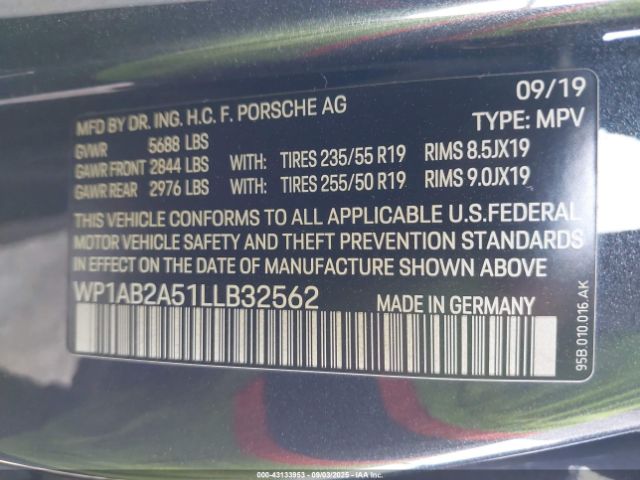 MFD BY DR. ING. H.C. F. PORSCHE AG 09/19
GVWR 5688 LBS TYPE: MPV
GAWR FRONT 2844 LBS WITH: TIRES 235/55 R19 RIMS 8.5JX19
GAWR REAR 2976 LBS WITH: TIRES 255/50 R19 RIMS 9.0JX19
THIS VEHICLE CONFORMS TO ALL APPLICABLE U.S.FEDERAL
MOTOR VEHICLE SAFETY AND THEFT PREVENTION STANDARDS
IN EFFECT ON THE DATE OF MANUFACTURE SHOWN ABOVE
WP1AB2A51LLB32562 MADE IN GERMANY
95B.010.016.AK
000-43133953 - 09/03/2025 - IAA Inc.